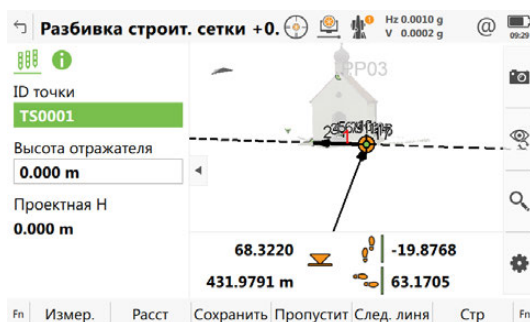 Разбивка строит. сетки +0.
Hz 0.0010 g
V 0.0002 g
@
09:29
ID точки
TS0001
Высота отражателя
0.000 m
Проектная H
0.000 m
PP03
1
68.3220
-19.8768
431.9791 m
63.1705
Fn Измер. Расст Сохранить Пропустит След. линя Стр Fn